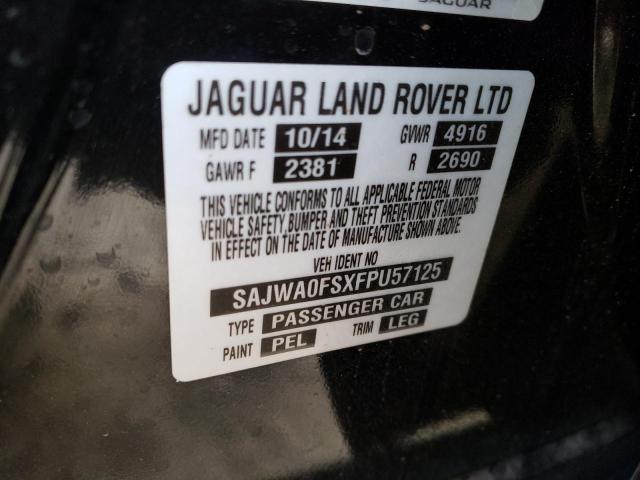 JAGUAR
JAGUAR LAND ROVER LTD
MFD DATE 10/14 GVWR 4916
GAWR F 2381 R 2690
THIS VEHICLE CONFORMS TO ALL APPLICABLE FEDERAL MOTOR
VEHICLE SAFETY, BUMPER AND THEFT PREVENTION STANDARDS
IN EFFECT ON THE DATE OF MANUFACTURE SHOWN ABOVE.
VEH IDENT NO
SAJWA0FSXFPU57125
TYPE PASSENGER CAR
PAINT PEL TRIM LEG